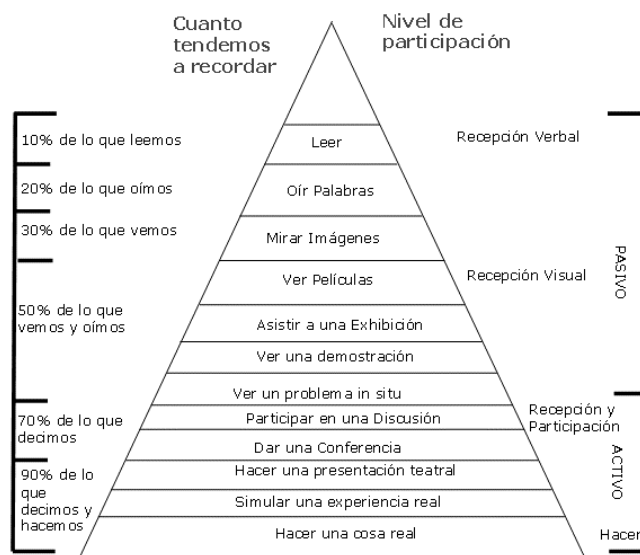 Cuanto
tendemos
a recordar
Nivel de
participación
10% de lo que leemos
Leer
Recepción Verbal
20% de lo que oímos
Oír Palabras
30% de lo que vemos
Mirar Imágenes
Ver Películas
Recepción Visual
PASIVO
50% de lo que
vemos y oímos
Asistir a una Exhibición
Ver una demostración
Ver un problema in situ
70% de lo que
decimos
Participar en una Discusión
Recepción y
Participación
Dar una Conferencia
ACTIVO
90% de lo
que
decimos y
hacemos
Hacer una presentación teatral
Simular una experiencia real
Hacer una cosa real
Hacer